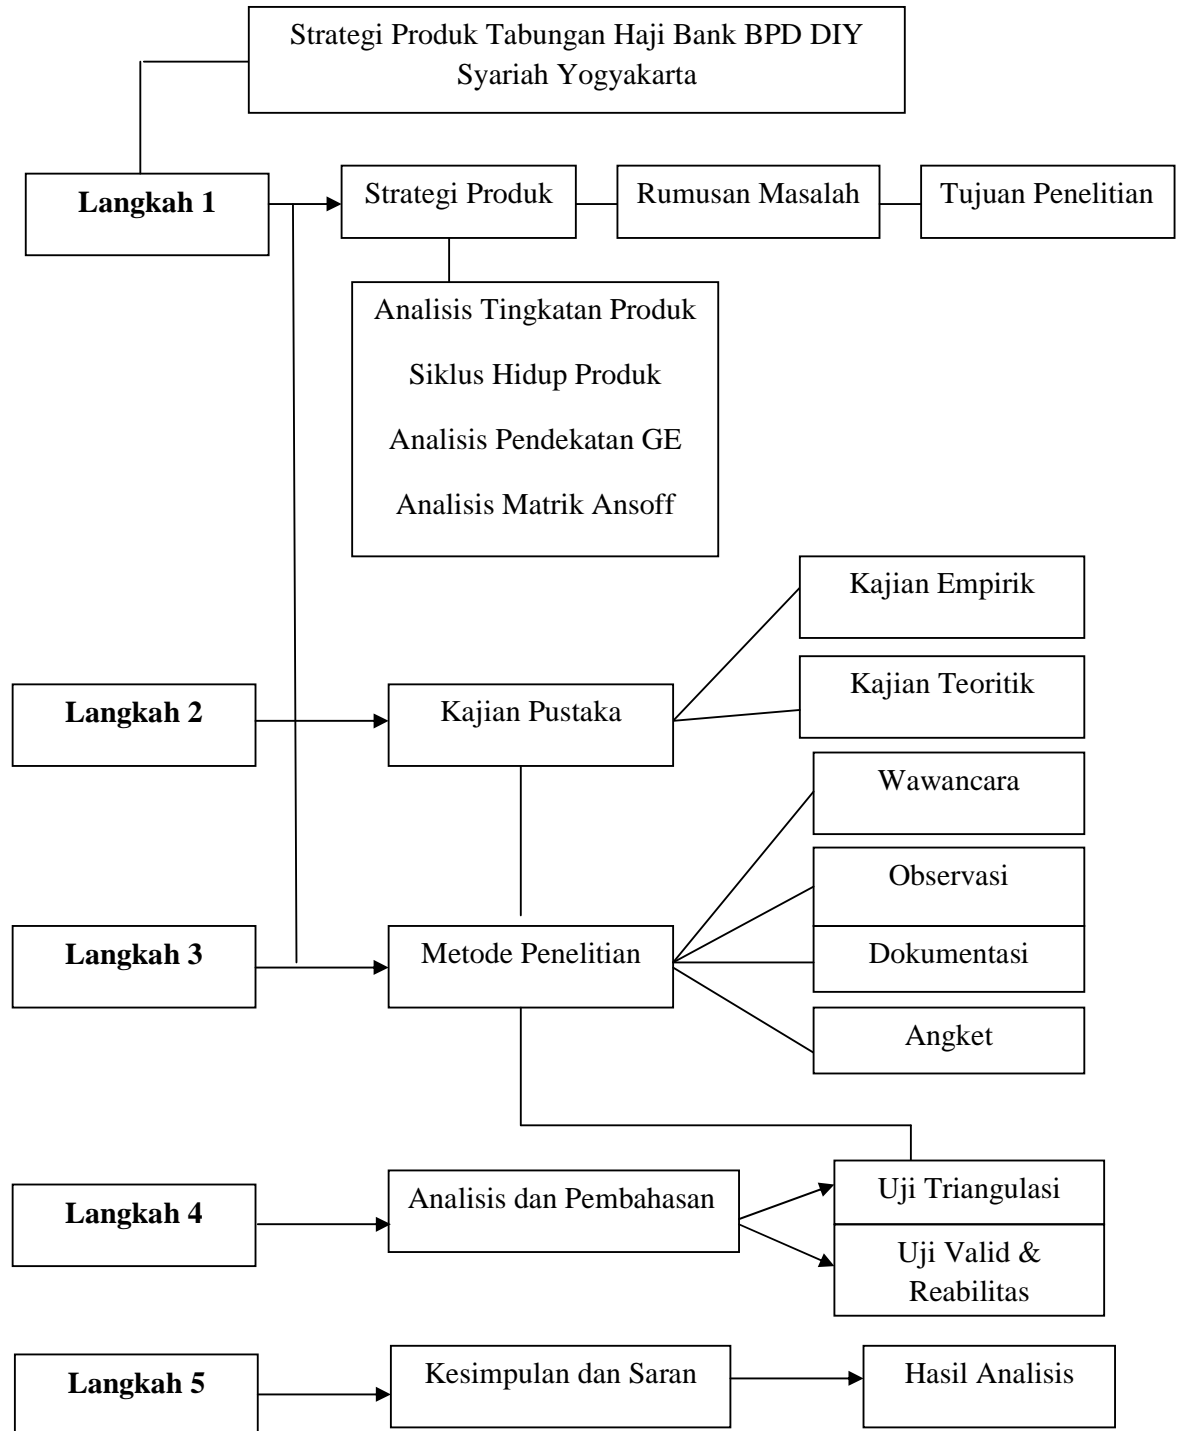 Strategi Produk Tabungan Haji Bank BPD DIY
Syariah Yogyakarta
Langkah 1
Strategi Produk
Rumusan Masalah
Tujuan Penelitian
Analisis Tingkatan Produk
Siklus Hidup Produk
Analisis Pendekatan GE
Analisis Matrik Ansoff
Kajian Empirik
Kajian Teoritik
Langkah 2
Kajian Pustaka
Wawancara
Observasi
Langkah 3
Metode Penelitian
Dokumentasi
Angket
Langkah 4
Analisis dan Pembahasan
Uji Triangulasi
Uji Valid &
Reabilitas
Langkah 5
Kesimpulan dan Saran
Hasil Analisis